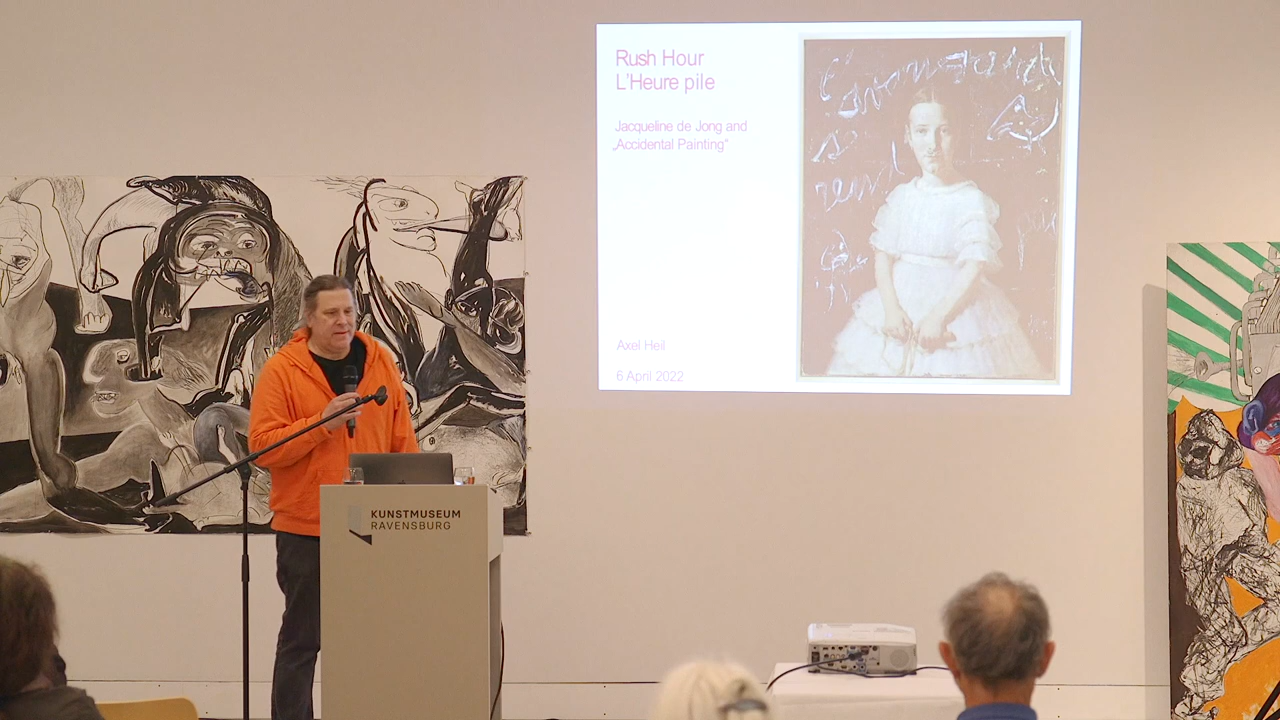 Rush Hour
L'Heure pile
Jacqueline de Jong and
„Accidental Painting"
Axel Heil
6 April 2022
KUNSTMUSEUM
RAVENSBURG